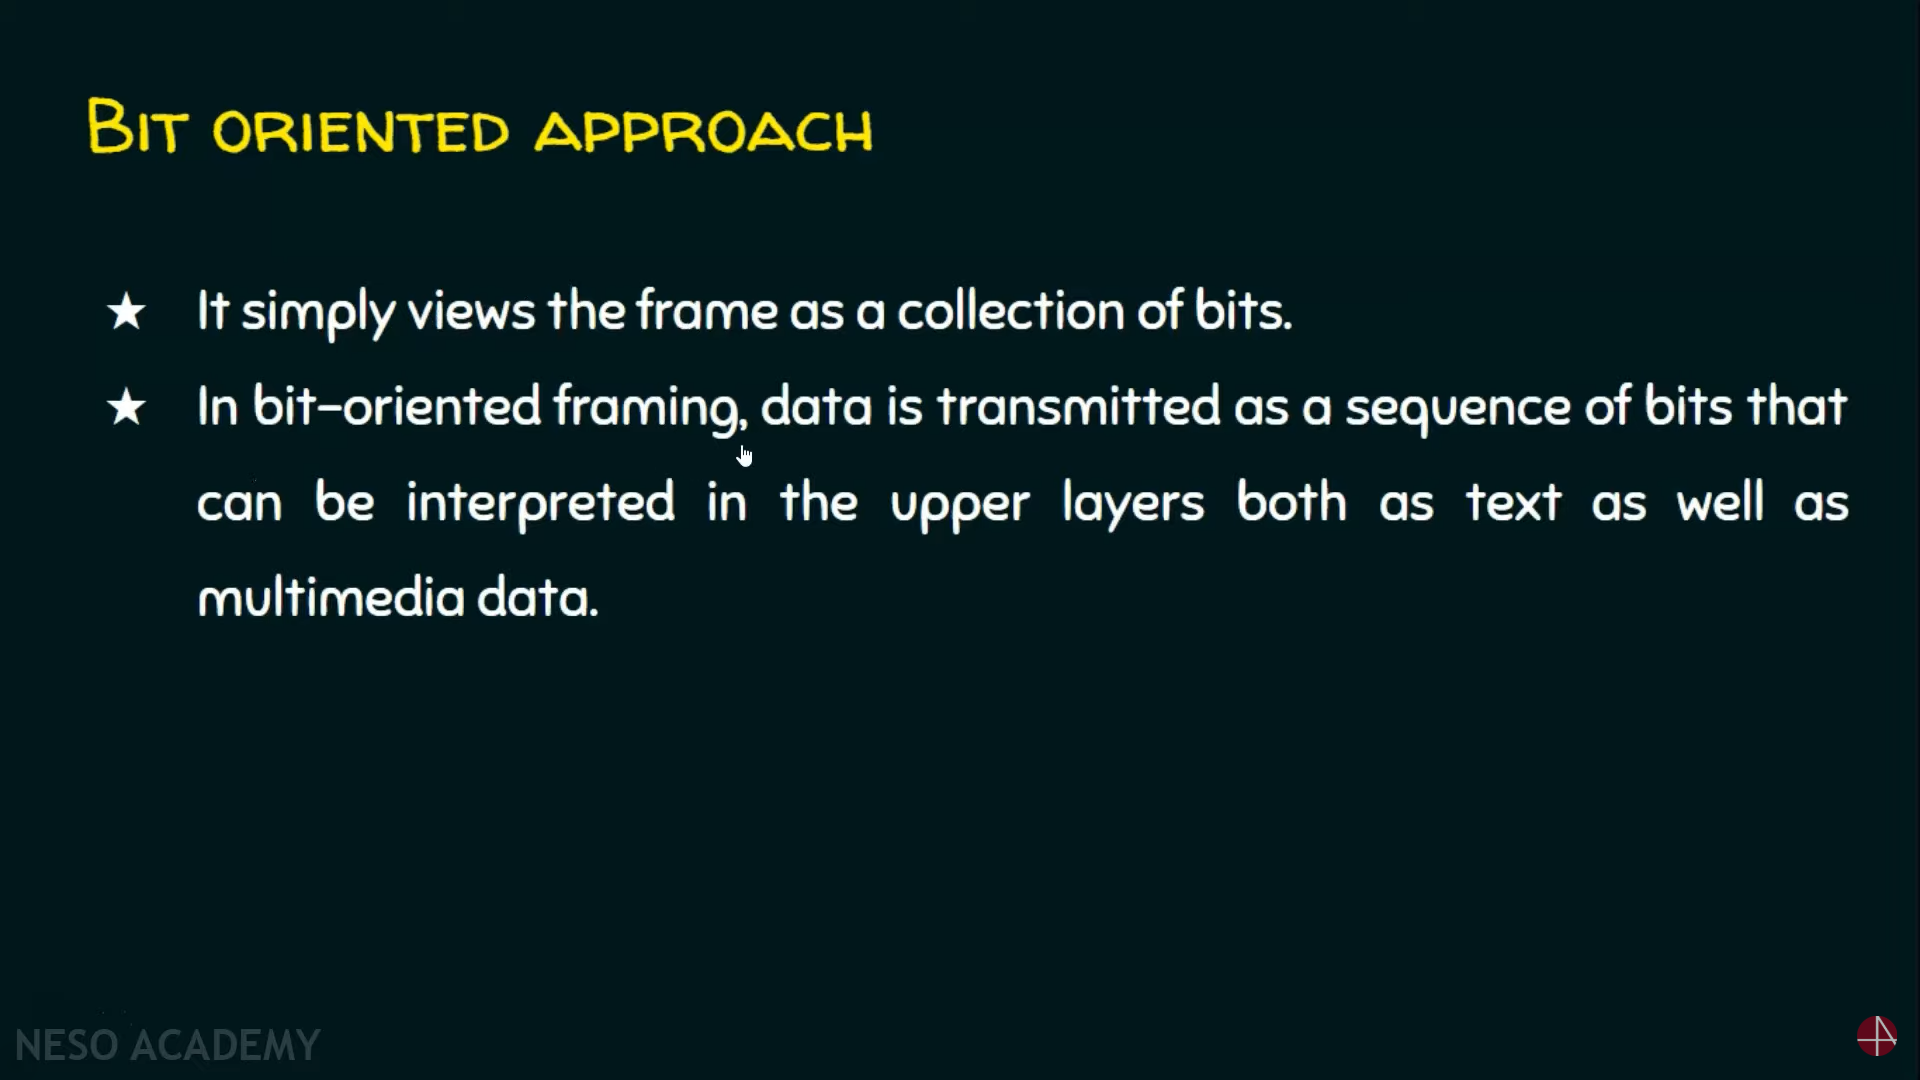 Bit oriented approach
★ It simply views the frame as a collection of bits.
★ In bit-oriented framing, data is transmitted as a sequence of bits that
can be interpreted in the upper layers both as text as well as
multimedia data.
NESO ACADEMY